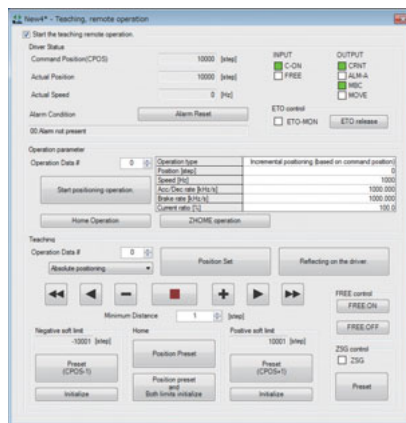 New4* - Teaching, remote operation
Start the teaching remote operation.
Driver Status
Command Position(CPOS) 10000 [step]
Actual Position 10000 [step]
Actual Speed 0 [Hz]
Alarm Condition Alarm Reset
00:Alarm not present
INPUT
C-ON
FREE
OUTPUT
CRNT
ALM-A
MBC
MOVE
ETO control
ETO-MON ETO release
Operation parameter
Operation Data # 0
Start positioning operation.
Operation type Incremental positioning (based on command position)
Position [step] 0
Speed [Hz] 1000
Acc/Dec rate [kHz/s] 1000.000
Brake rate [kHz/s] 1000.000
Current ratio [%] 100.0
Home Operation ZHOME operation
Teaching
Operation Data # 0
Absolute positioning
Position Set
Reflecting on the driver.
Minimum Distance 1 [step]
FREE control
FREE:ON
FREE:OFF
Negative soft limit
-10001 [step]
Preset
(CPOS-1)
Initialize
Home
Position Preset
Position preset
and
Both limits initialize
Positive soft limit
10001 [step]
Preset
(CPOS+1)
Initialize
ZSG control
ZSG
Preset